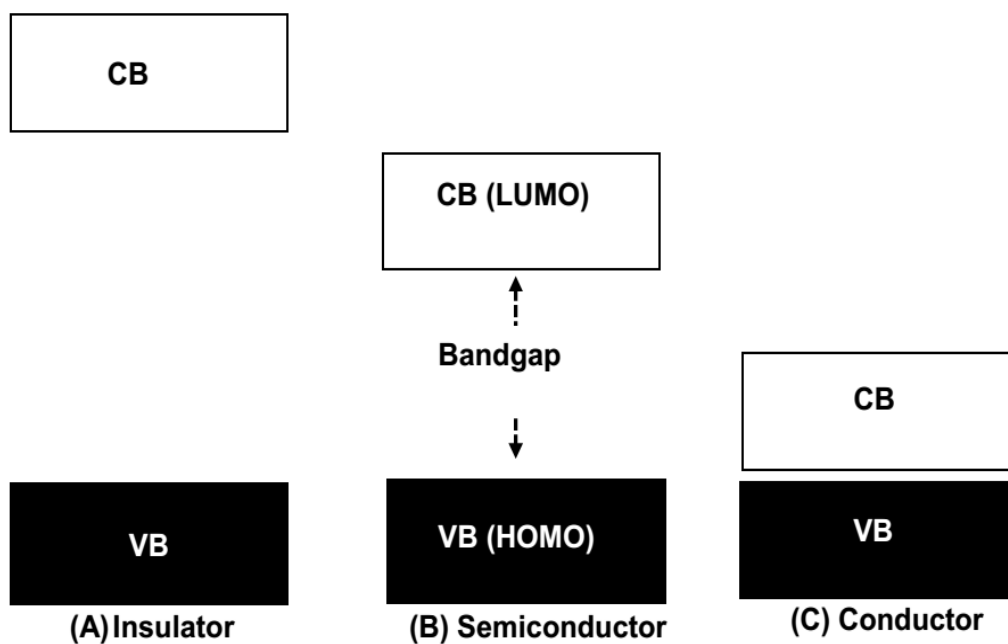 CB
CB (LUMO)
Bandgap
CB
VB
VB (HOMO)
VB
(A) Insulator
(B) Semiconductor
(C) Conductor